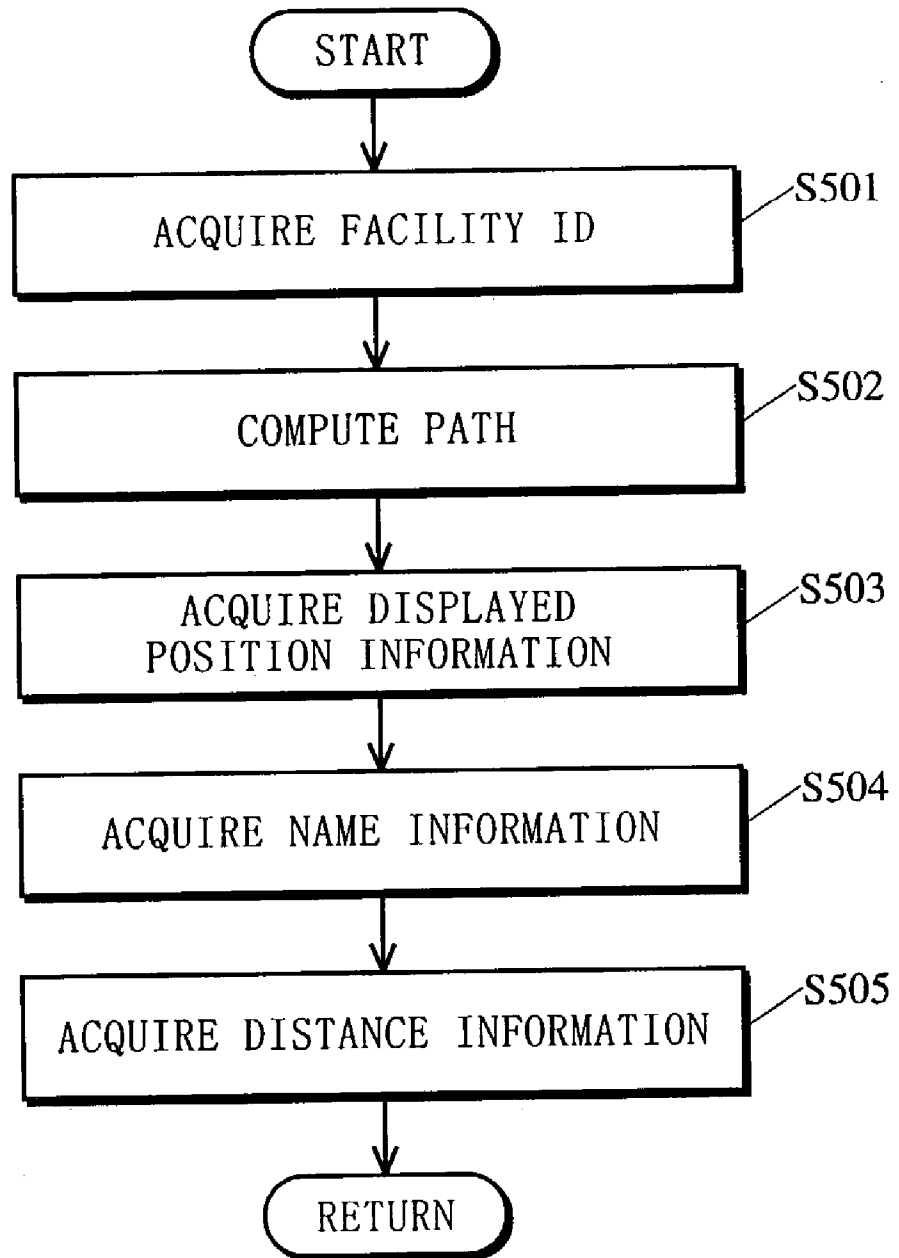 START
ACQUIRE FACILITY ID
S501
COMPUTE PATH
S502
ACQUIRE DISPLAYED
POSITION INFORMATION
S503
ACQUIRE NAME INFORMATION
S504
ACQUIRE DISTANCE INFORMATION
S505
RETURN